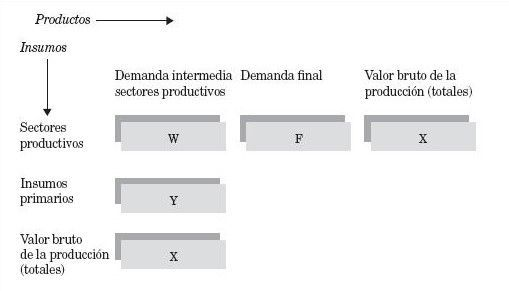 Productos
Insumos
Demanda intermedia
sectores productivos
Demanda final
Valor bruto de la
producción (totales)
Sectores
productivos
W
F
X
Insumos
primarios
Y
Valor bruto
de la producción
(totales)
X